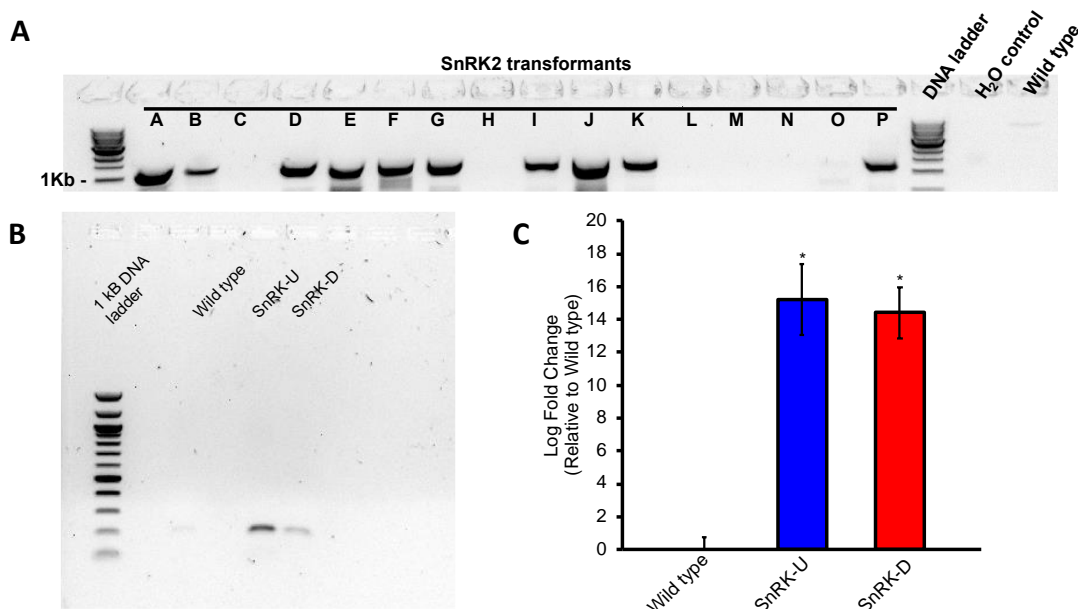 A
SnRK2 transformants
DNA ladder
H2O control
Wild type
A B C D E F G H I J K L M N O P
1Kb -
B
1 kB DNA
ladder
Wild type
SnRK-U
SnRK-D
C
Log Fold Change
(Relative to Wild type)
20
18
16
14
12
10
8
6
4
2
0
*
*
Wild type
SnRK-U
SnRK-D